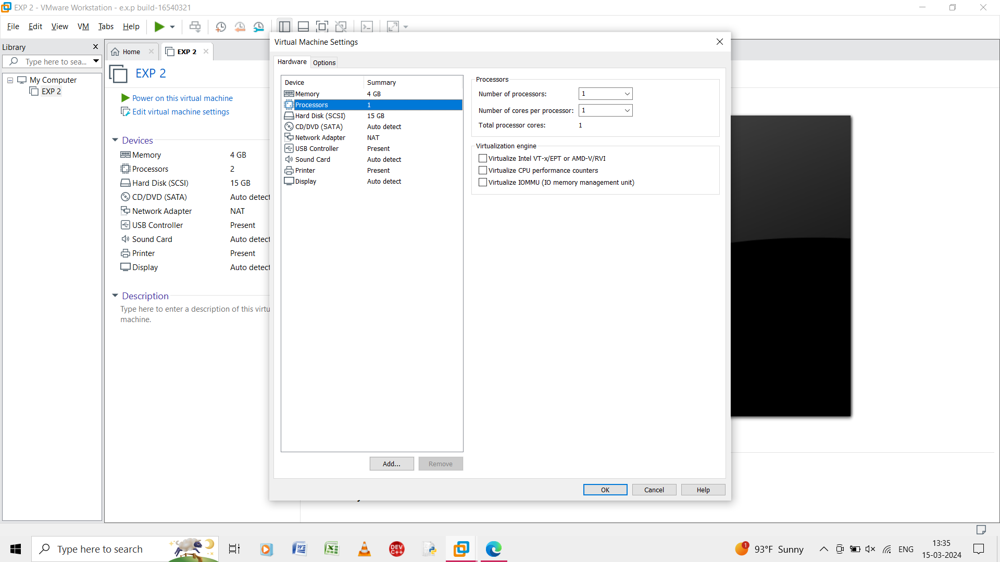 EXP 2 - VMware Workstation - e.x.p build-16540321
File Edit View VM Tabs Help
Library
Type here to sea...
My Computer
EXP 2
Home
EXP 2
EXP 2
Power on this virtual machine
Edit virtual machine settings
Devices
Memory 4 GB
Processors 2
Hard Disk (SCSI) 15 GB
CD/DVD (SATA) Auto detect
Network Adapter NAT
USB Controller Present
Sound Card Auto detect
Printer Present
Display Auto detect
Description
Type here to enter a description of this virtu
machine.
Virtual Machine Settings
Hardware Options
Device Summary
Memory 4 GB
Processors 1
Hard Disk (SCSI) 15 GB
CD/DVD (SATA) Auto detect
Network Adapter NAT
USB Controller Present
Sound Card Auto detect
Printer Present
Display Auto detect
Add... Remove
Processors
Number of processors: 1
Number of cores per processor: 1
Total processor cores: 1
Virtualization engine
Virtualize Intel VT-x/EPT or AMD-V/RVI
Virtualize CPU performance counters
Virtualize IOMMU (IO memory management unit)
OK Cancel Help
Type here to search
DEV
C++
1
93°F Sunny
ENG
13:35
15-03-2024